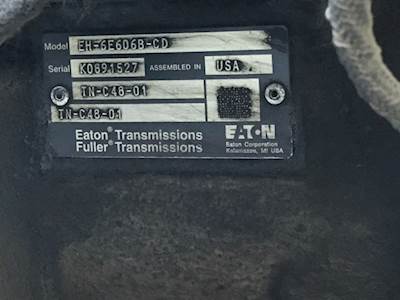 Model EH-6E606B-CD
Serial K0891527 ASSEMBLED IN USA
TN-C48-01
TN-C48-01
Eaton® Transmissions
Fuller® Transmissions
EATON
Eaton Corporation
Kalamazoo, MI USA